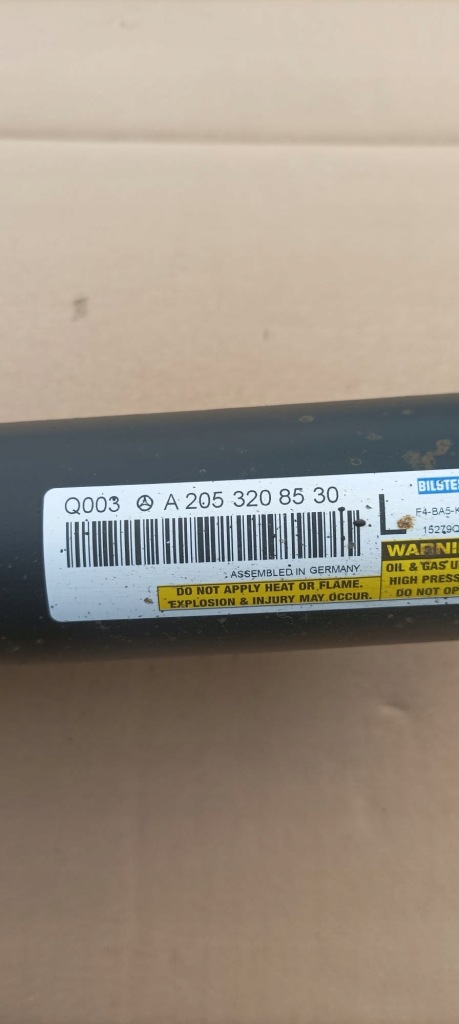 Q003 A 205 320 85 30
L
BILSTE
F4-BA5-K
15279Q
ASSEMBLED IN GERMANY
DO NOT APPLY HEAT OR FLAME.
EXPLOSION & INJURY MAY OCCUR.
WARNI
OIL & GAS U
HIGH PRESS
DO NOT OP